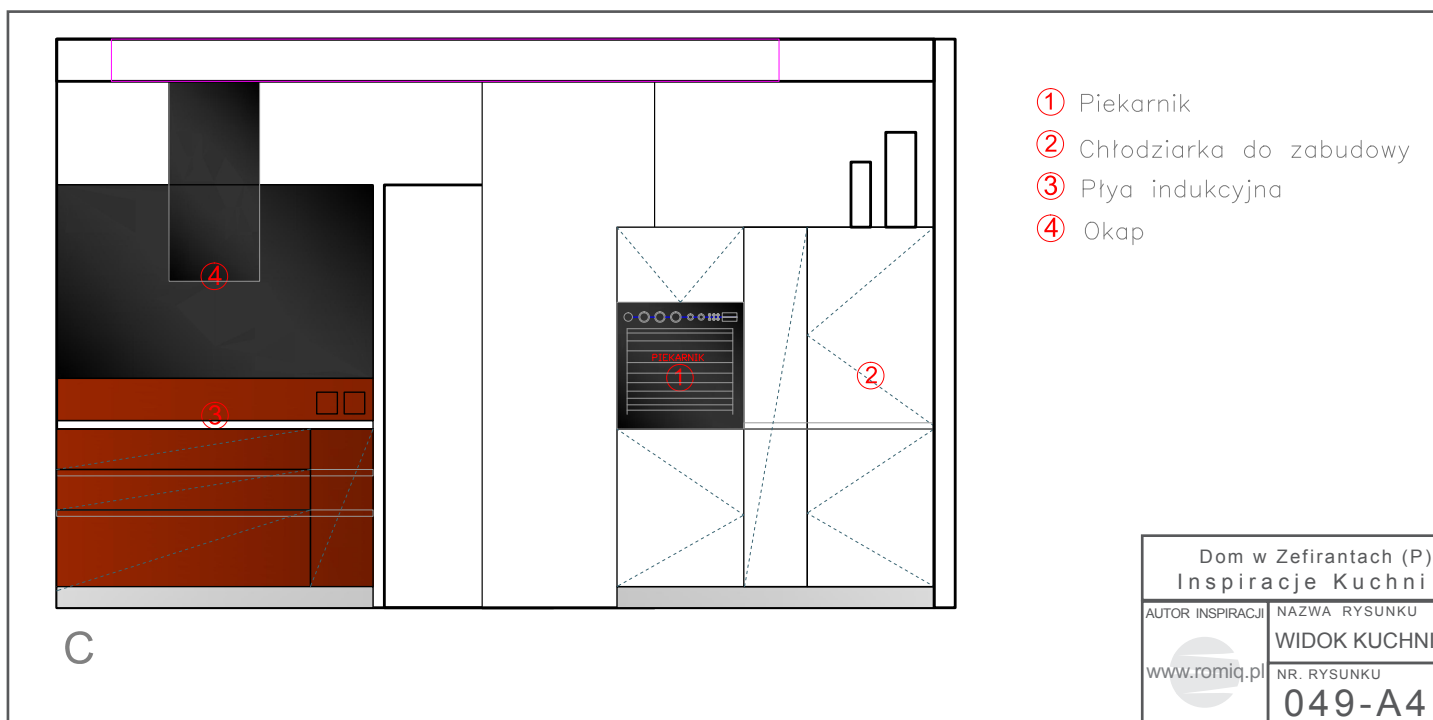 ① Piekarnik
② Chłodziarka do zabudowy
③ Płya indukcyjna
④ Okap
4
PIEKARNIK
1
2
3
C
Dom w Zefirantach (P)
Inspiracje Kuchni
AUTOR INSPIRACJI
www.romiq.pl
NAZWA RYSUNKU
WIDOK KUCHNI
NR. RYSUNKU
049-A4